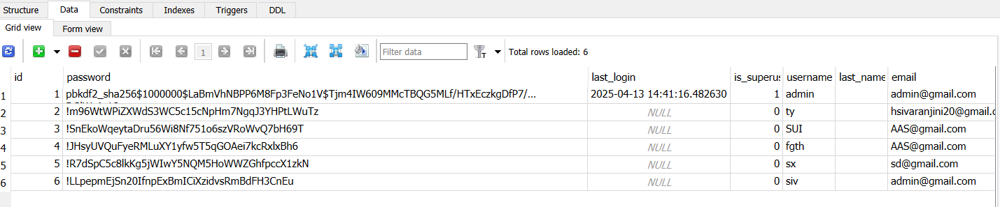 Structure Data Constraints Indexes Triggers DDL
Grid view Form view
1 Filter data T Total rows loaded: 6
id password last_login is_superus username last_name email
1 1 pbkdf2_sha256$1000000$LaBmVhNBPP6M8Fp3FeNo1V$Tjm4IW609MMcTBQG5MLf/HTxEczkgDfP7/... 2025-04-13 14:41:16.482630 1 admin admin@gmail.com
2 2 !m96WtWPiZXWdS3WC5c15cNpHm7NgqJ3YHPtLWuTz NULL 0 ty hsivaranjini20@gmail.c
3 3 !SnEkoWqeytaDru56Wi8Nf751o6szVRoWvQ7bH69T NULL 0 SUI AAS@gmail.com
4 4 !JHsyUVQuFyeRMLuXY1yfw5T5qGOAei7kcRxlxBh6 NULL 0 fgth AAS@gmail.com
5 5 !R7dSpC5c8lkKg5jWIwY5NQM5HoWWZGhfpccX1zkN NULL 0 sx sd@gmail.com
6 6 !LLpepmEjSn20IfnpExBmICiXzidvsRmBdFH3CnEu NULL 0 siv admin@gmail.com